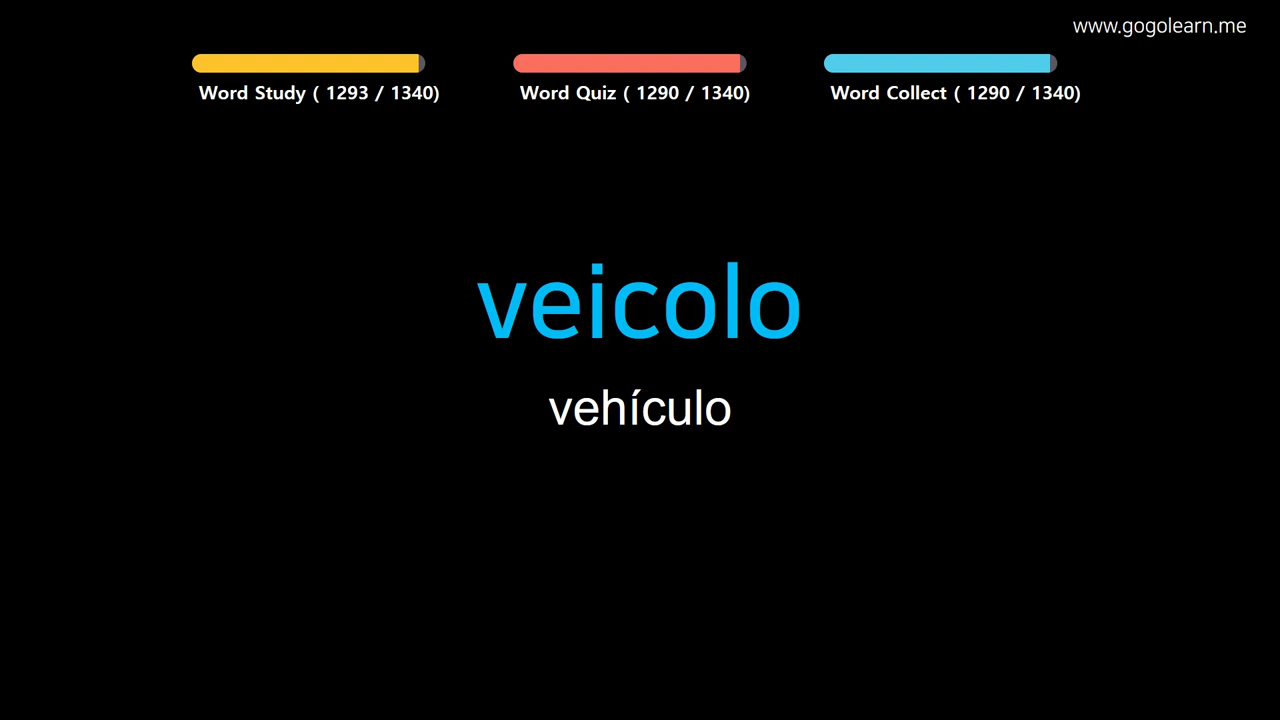 www.gogolearn.me
Word Study ( 1293 / 1340)
Word Quiz ( 1290 / 1340)
Word Collect ( 1290 / 1340)
veicolo
vehículo